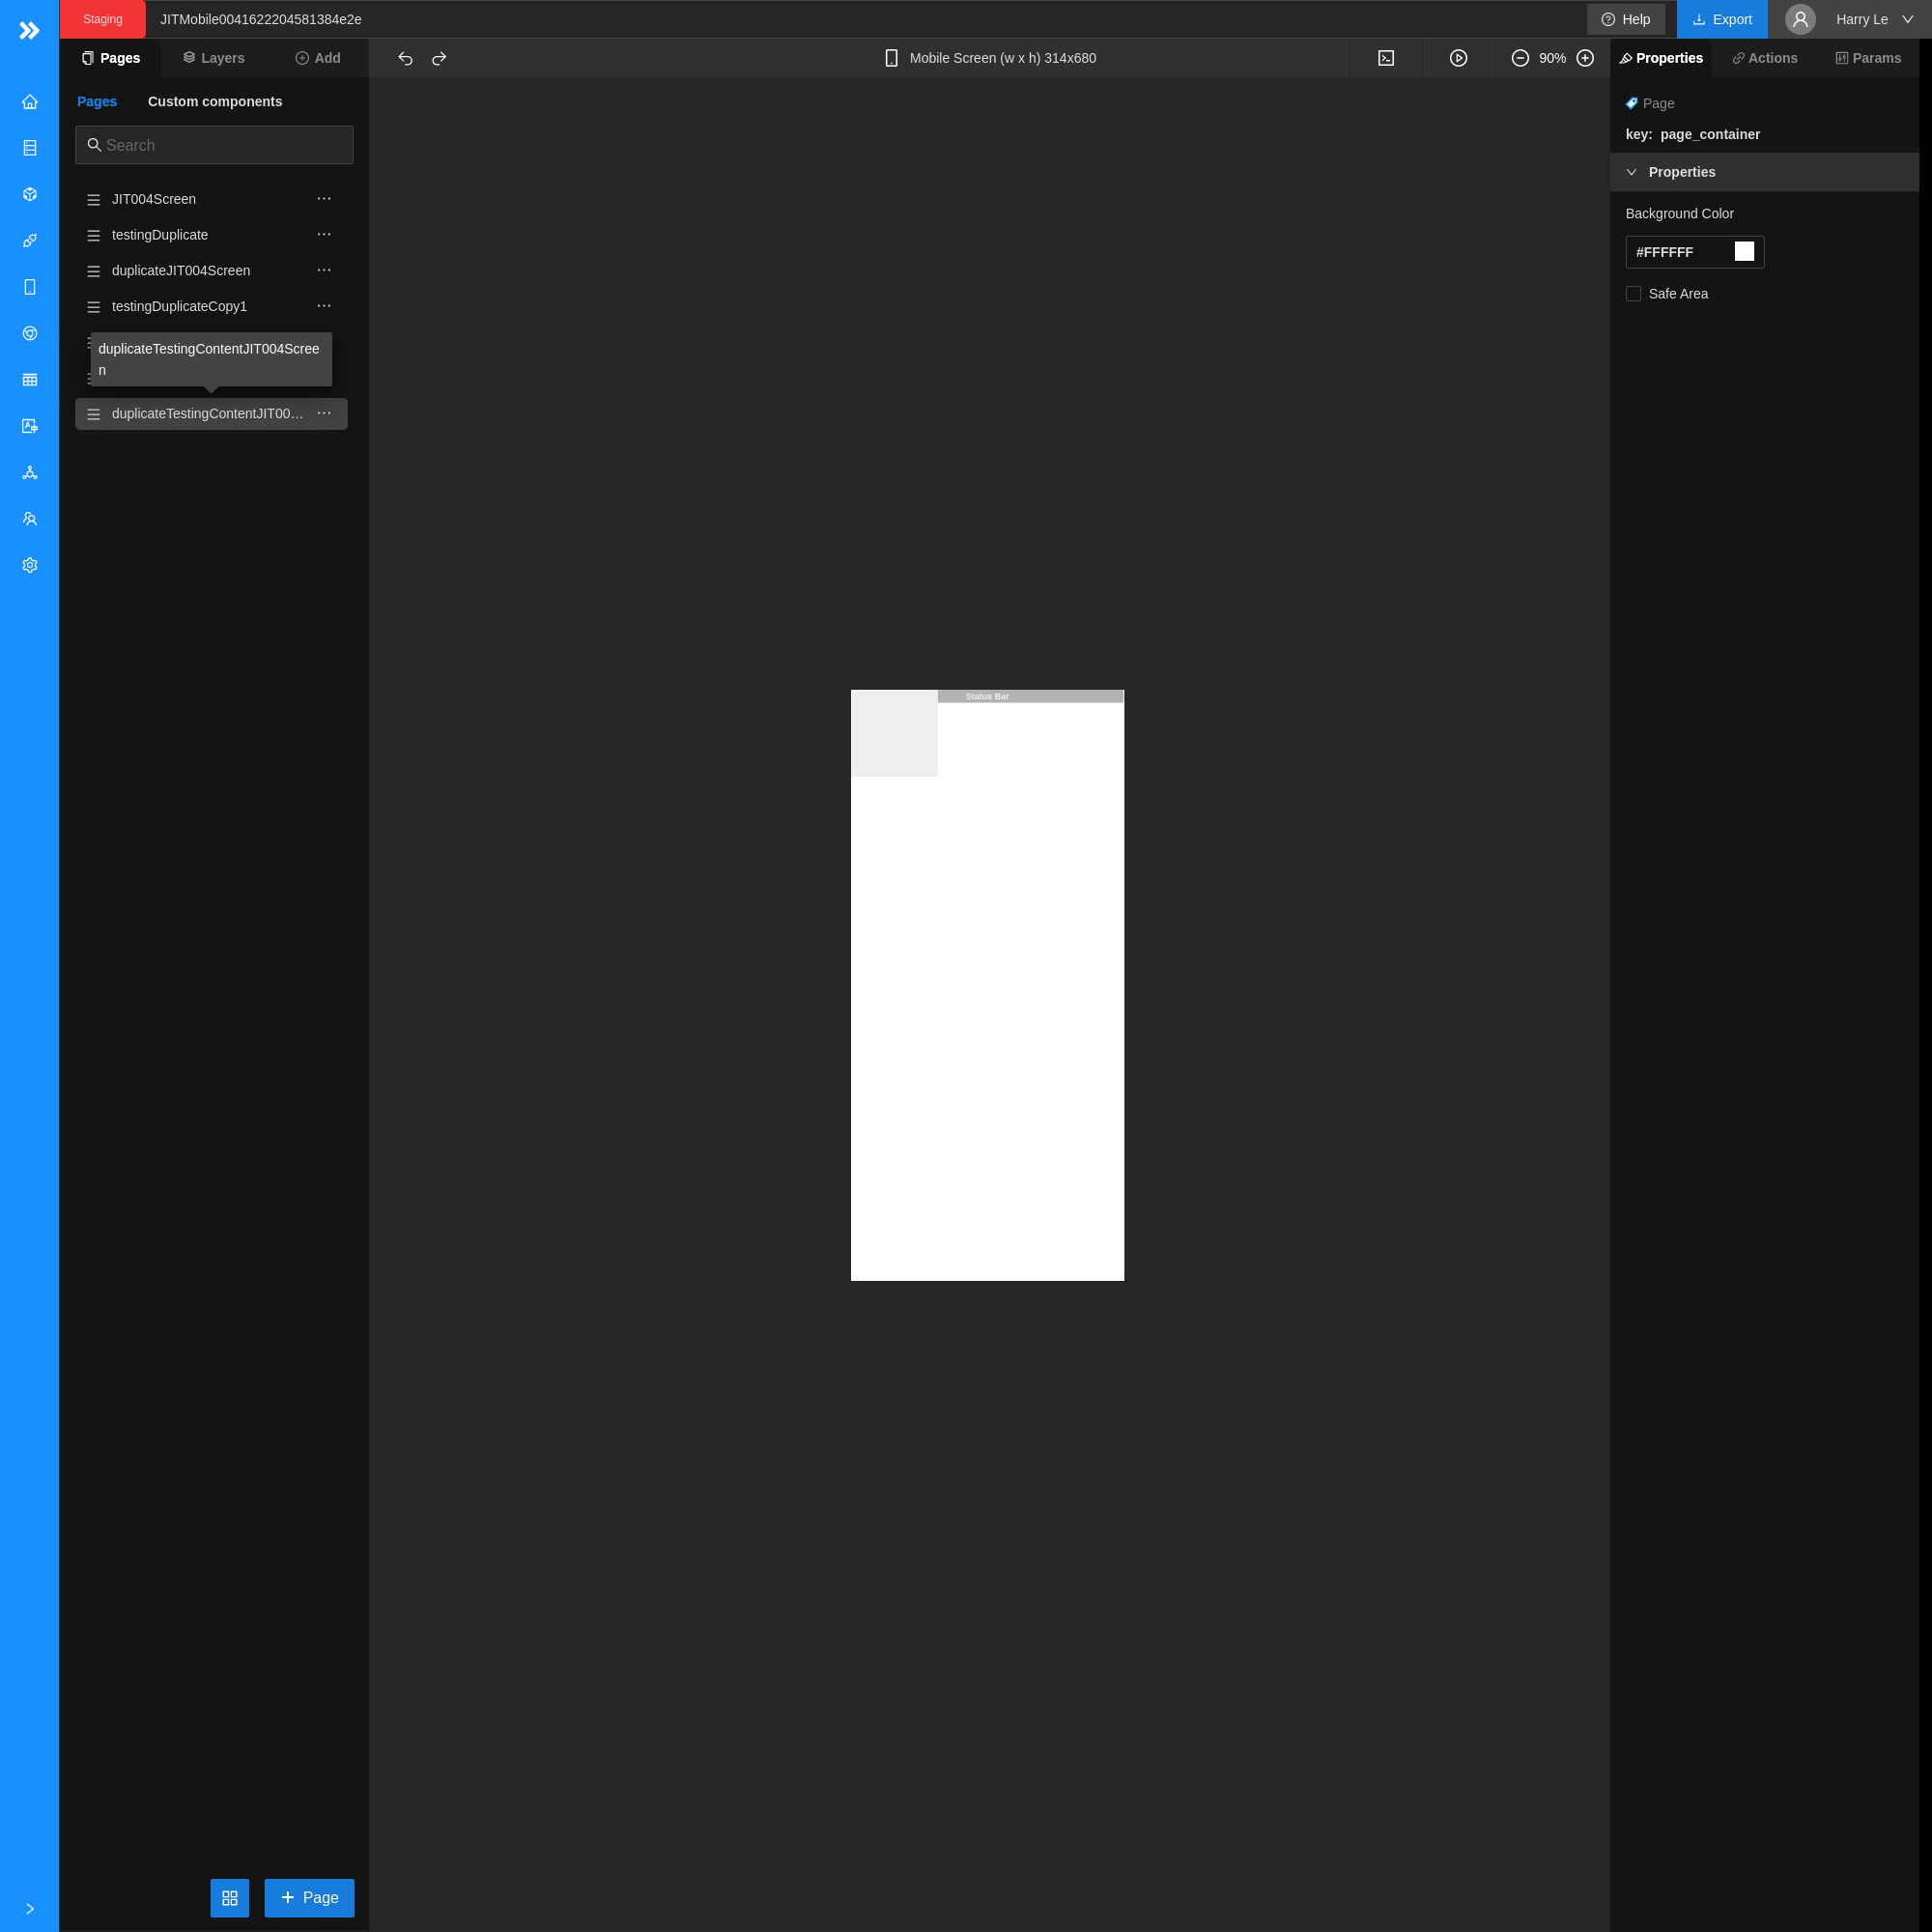 Staging
JITMobile0041622204581384e2e
Help
Export
Harry Le
Pages
Layers
Add
Mobile Screen (w x h) 314x680
90%
Properties
Actions
Params
Pages
Custom components
Search
JIT004Screen
testingDuplicate
duplicateJIT004Screen
testingDuplicateCopy1
duplicateTestingContentJIT004Scree
n
duplicateTestingContentJIT00...
Page
key: page_container
Properties
Background Color
#FFFFFF
Safe Area
Status Bar
Page